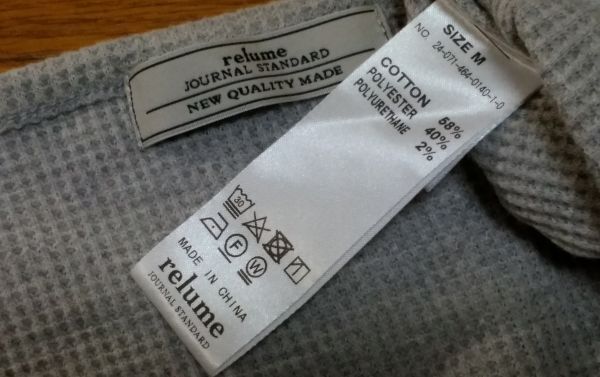 relume
JOURNAL STANDARD
NEW QUALITY MADE
SIZE M
NO. 24-071-464-0140-1-0
COTTON 58%
POLYESTER 40%
POLYURETHANE 2%
30
F
W
MADE IN CHINA
relume
JOURNAL STANDARD